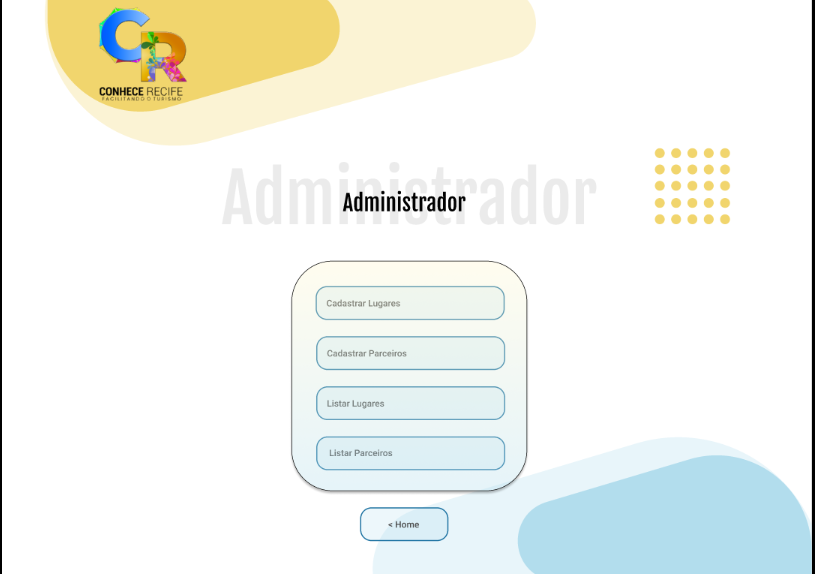 CR
CONHECE RECIFE
FACILITANDO O TURISMO
Administrador
Administrador
Cadastrar Lugares
Cadastrar Parceiros
Listar Lugares
Listar Parceiros
< Home